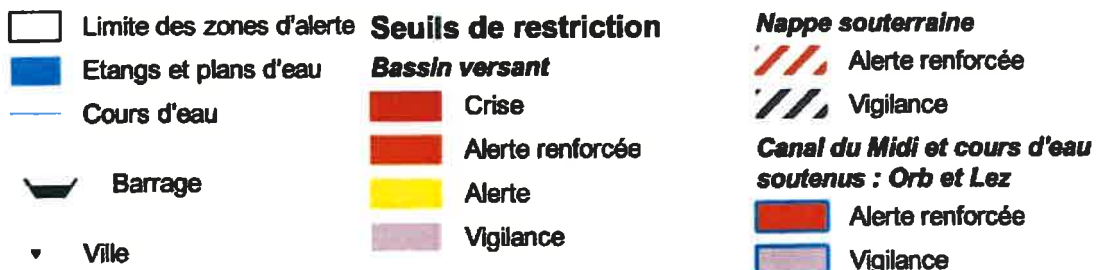 Limite des zones d'alerte
Etangs et plans d'eau
Cours d'eau
Barrage
Ville
Seuils de restriction
Bassin versant
Crise
Alerte renforcée
Alerte
Vigilance
Nappe souterraine
Alerte renforcée
Vigilance
Canal du Midi et cours d'eau
soutenus : Orb et Lez
Alerte renforcée
Vigilance